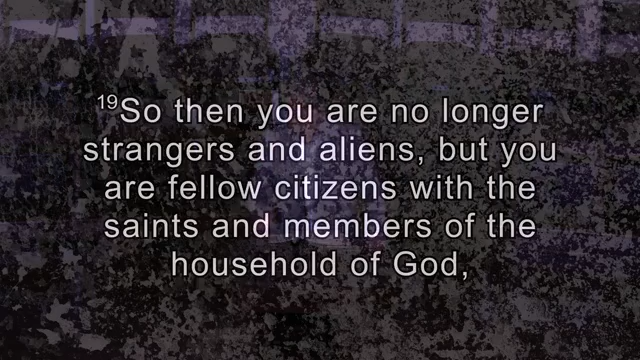 ¹⁹So then you are no longer
strangers and aliens, but you
are fellow citizens with the
saints and members of the
household of God,